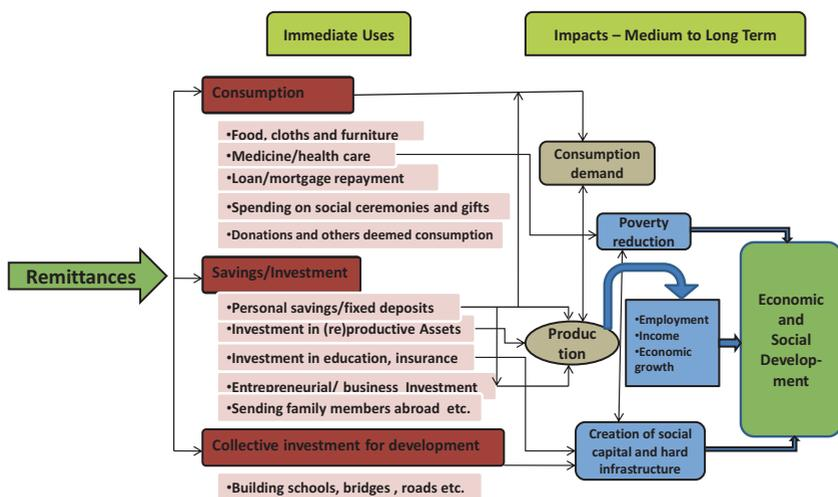 Immediate Uses
Impacts – Medium to Long Term
Remittances
Consumption
•Food, cloths and furniture
•Medicine/health care
•Loan/mortgage repayment
•Spending on social ceremonies and gifts
•Donations and others deemed consumption
Savings/Investment
•Personal savings/fixed deposits
•Investment in (re)productive Assets
•Investment in education, insurance
•Entrepreneurial/ business Investment
•Sending family members abroad etc.
Collective investment for development
•Building schools, bridges , roads etc.
Consumption
demand
Poverty
reduction
Produc
tion
•Employment
•Income
•Economic
growth
Creation of social
capital and hard
infrastructure
Economic
and
Social
Develop-
ment